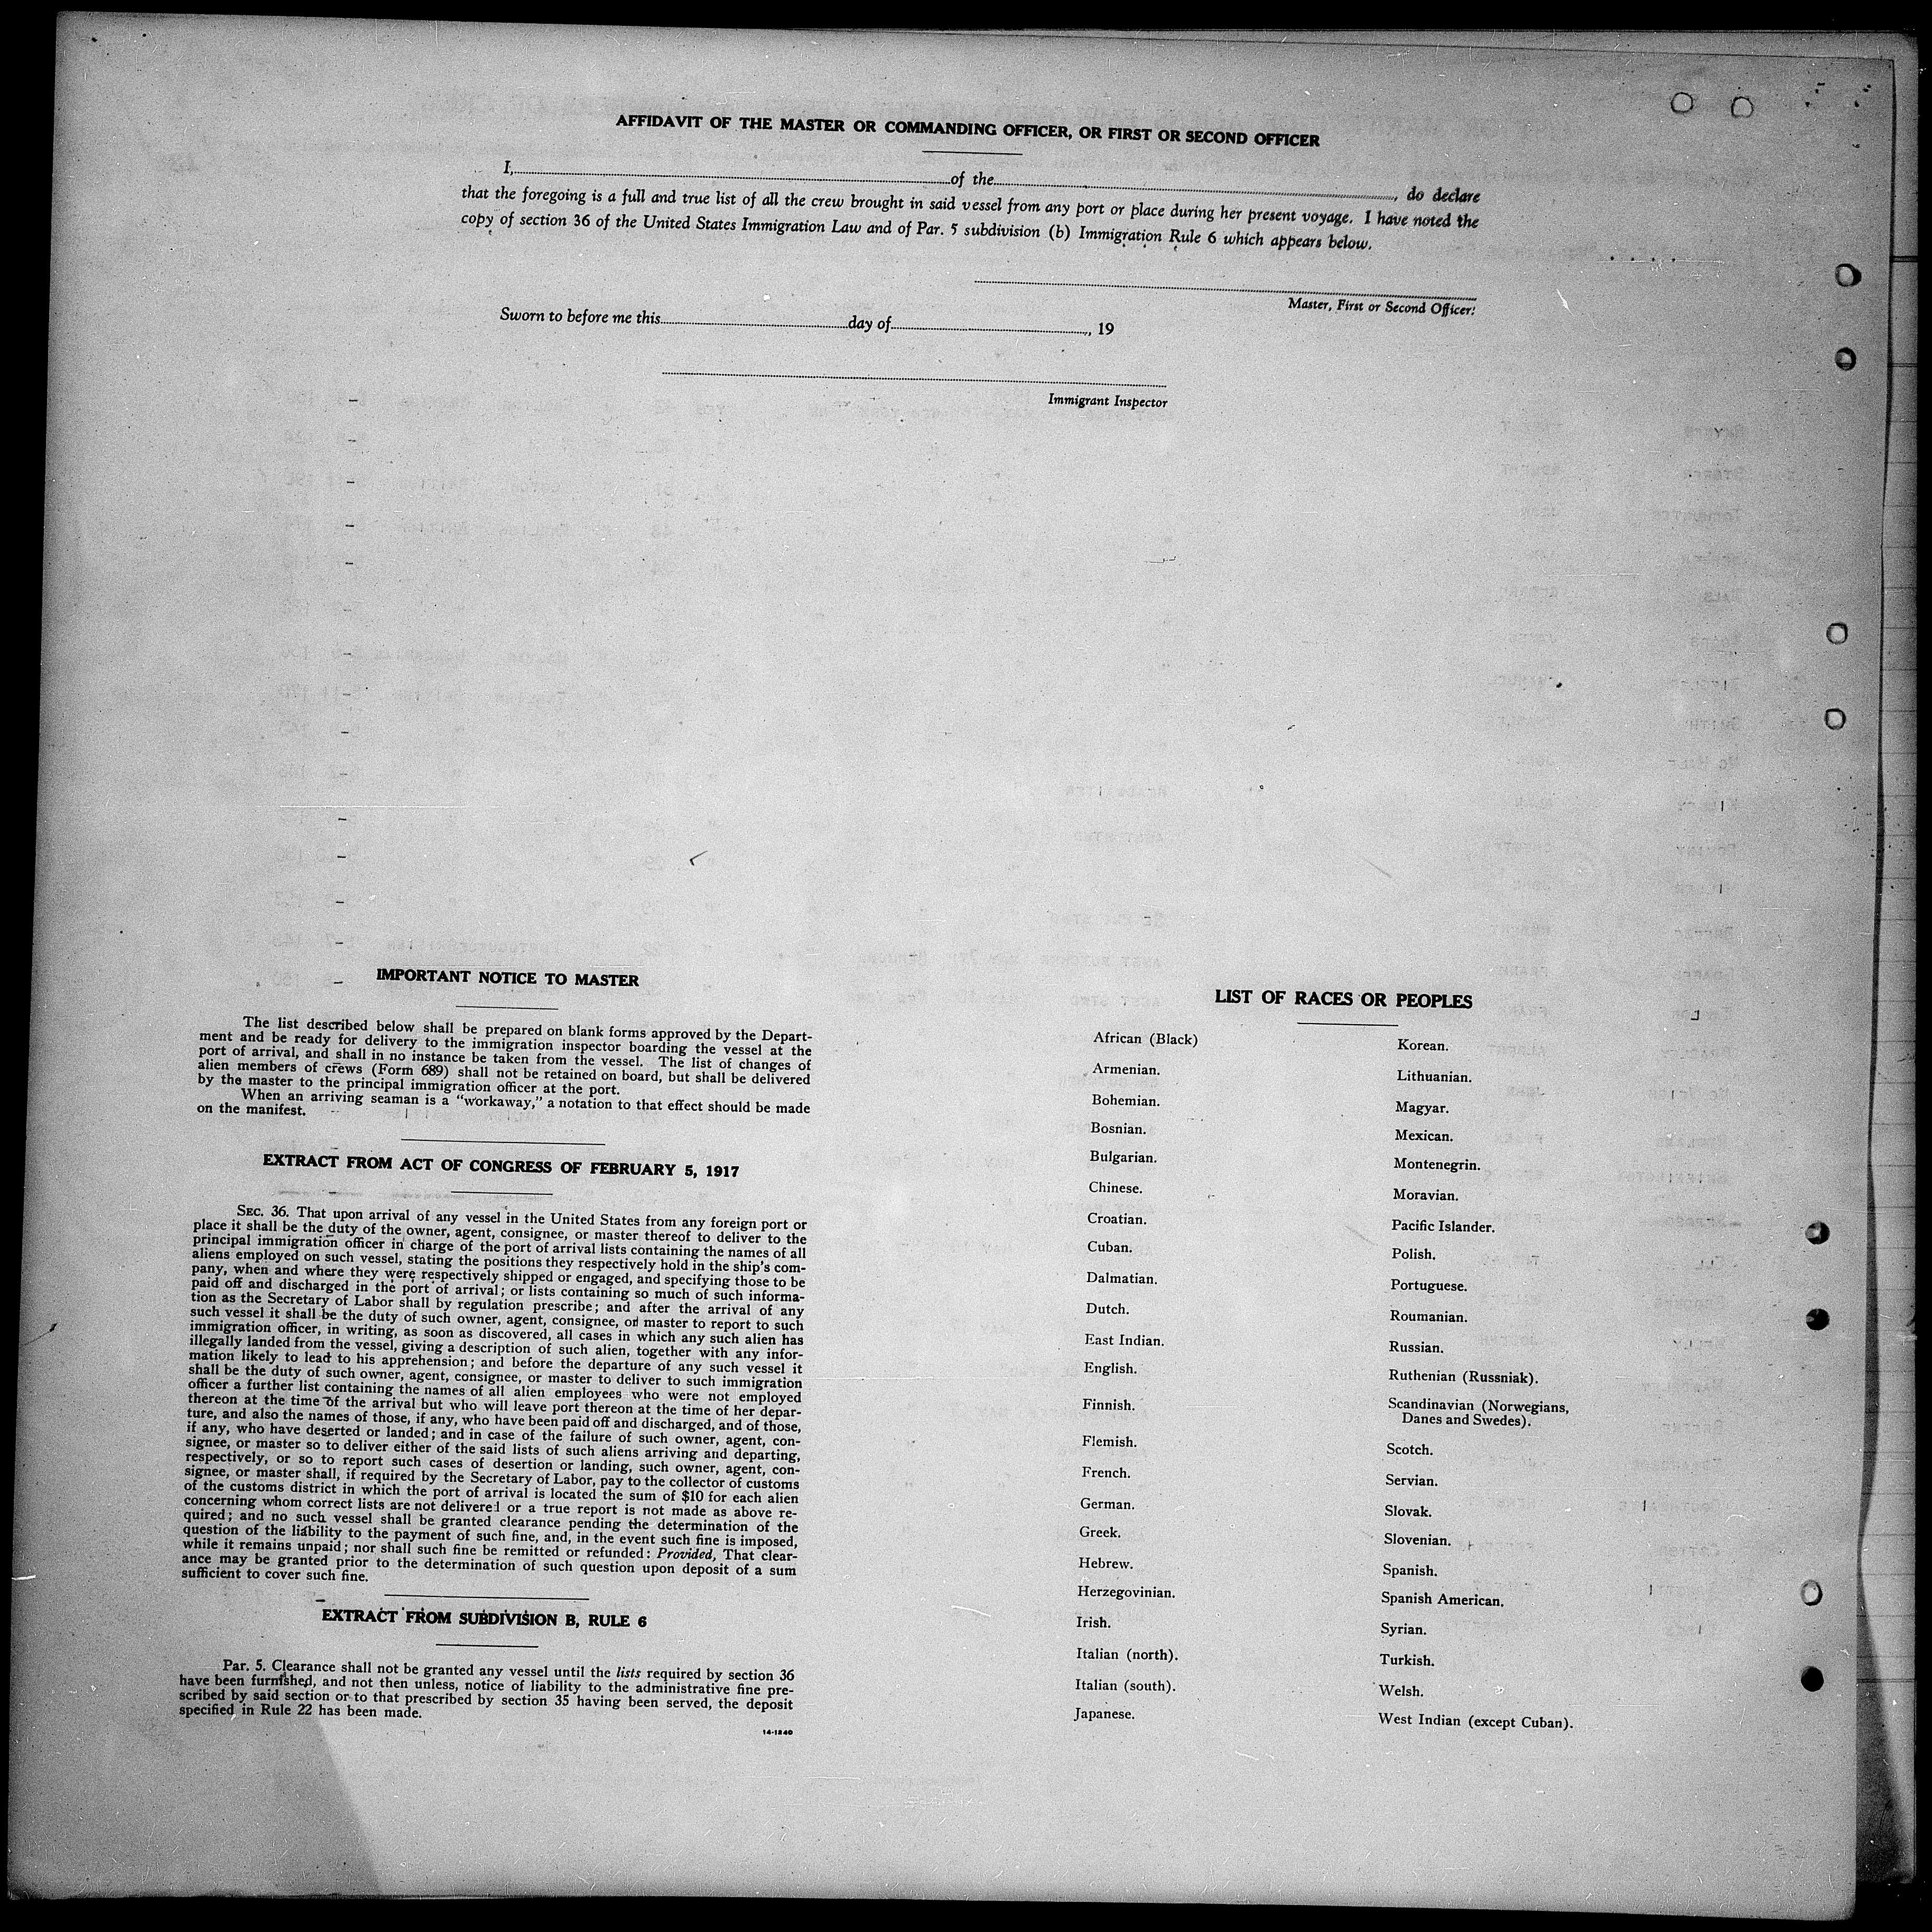 AFFIDAVIT OF THE MASTER OR COMMANDING OFFICER, OR FIRST OR SECOND OFFICER
I, of the , do declare
that the foregoing is a full and true list of all the crew brought in said vessel from any port or place during her present voyage. I have noted the
copy of section 36 of the United States Immigration Law and of Par. 5 subdivision (b) Immigration Rule 6 which appears below.
Master, First or Second Officer.
Sworn to before me this day of , 19
Immigrant Inspector
IMPORTANT NOTICE TO MASTER
The list described below shall be prepared on blank forms approved by the Depart-
ment and be ready for delivery to the immigration inspector boarding the vessel at the
port of arrival, and shall in no instance be taken from the vessel. The list of changes of
alien members of crews (Form 689) shall not be retained on board, but shall be delivered
by the master to the principal immigration officer at the port.
When an arriving seaman is a "workaway," a notation to that effect should be made
on the manifest.
EXTRACT FROM ACT OF CONGRESS OF FEBRUARY 5, 1917
SEC. 36. That upon arrival of any vessel in the United States from any foreign port or
place it shall be the duty of the owner, agent, consignee, or master thereof to deliver to the
principal immigration officer in charge of the port of arrival lists containing the names of all
aliens employed on such vessel, stating the positions they respectively hold in the ship's com-
pany, when and where they were respectively shipped or engaged, and specifying those to be
paid off and discharged in the port of arrival; or lists containing so much of such informa-
tion as the Secretary of Labor shall by regulation prescribe; and after the arrival of any
such vessel it shall be the duty of such owner, agent, consignee, or master to report to such
immigration officer, in writing, as soon as discovered, all cases in which any such alien has
illegally landed from the vessel, giving a description of such alien, together with any infor-
mation likely to lead to his apprehension; and before the departure of any such vessel it
shall be the duty of such owner, agent, consignee, or master to deliver to such immigration
officer a further list containing the names of all alien employees who were not employed
thereon at the time of the arrival but who will leave port thereon at the time of her depar-
ture, and also the names of those, if any, who have been paid off and discharged, and of those,
if any, who have deserted or landed; and in case of the failure of such owner, agent, con-
signee, or master so to deliver either of the said lists of such aliens arriving and departing,
respectively, or so to report such cases of desertion or landing, such owner, agent, con-
signee, or master shall, if required by the Secretary of Labor, pay to the collector of customs
of the customs district in which the port of arrival is located the sum of $10 for each alien
concerning whom correct lists are not delivered or a true report is not made as above re-
quired; and no such vessel shall be granted clearance pending the determination of the
question of the liability to the payment of such fine, and, in the event such fine is imposed,
while it remains unpaid; nor shall such fine be remitted or refunded: Provided, That clear-
ance may be granted prior to the determination of such question upon deposit of a sum
sufficient to cover such fine.
EXTRACT FROM SUBDIVISION B, RULE 6
Par. 5. Clearance shall not be granted any vessel until the lists required by section 36
have been furnished, and not then unless, notice of liability to the administrative fine pre-
scribed by said section or to that prescribed by section 35 having been served, the deposit
specified in Rule 22 has been made.
14-1240
LIST OF RACES OR PEOPLES
African (Black)
Armenian.
Bohemian.
Bosnian.
Bulgarian.
Chinese.
Croatian.
Cuban.
Dalmatian.
Dutch.
East Indian.
English.
Finnish.
Flemish.
French.
German.
Greek.
Hebrew.
Herzegovinian.
Irish.
Italian (north).
Italian (south).
Japanese.
Korean.
Lithuanian.
Magyar.
Mexican.
Montenegrin.
Moravian.
Pacific Islander.
Polish.
Portuguese.
Roumanian.
Russian.
Ruthenian (Russniak).
Scandinavian (Norwegians,
Danes and Swedes).
Scotch.
Servian.
Slovak.
Slovenian.
Spanish.
Spanish American.
Syrian.
Turkish.
Welsh.
West Indian (except Cuban).